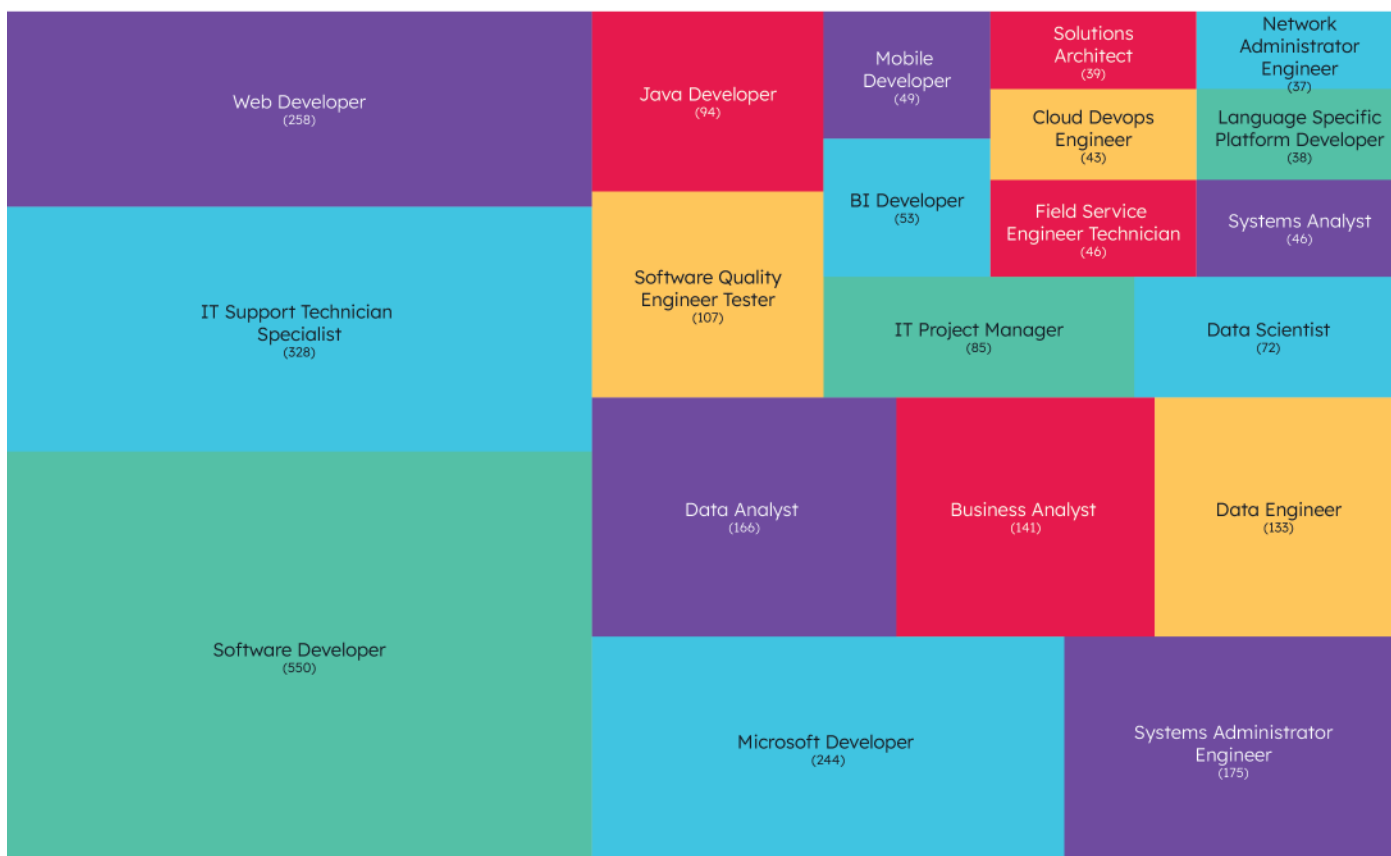 Web Developer
(258)
IT Support Technician
Specialist
(328)
Software Developer
(550)
Java Developer
(94)
Software Quality
Engineer Tester
(107)
Mobile
Developer
(49)
BI Developer
(53)
Solutions
Architect
(39)
Cloud Devops
Engineer
(43)
Field Service
Engineer Technician
(46)
Network
Administrator
Engineer
(37)
Language Specific
Platform Developer
(38)
Systems Analyst
(46)
IT Project Manager
(85)
Data Scientist
(72)
Data Analyst
(166)
Business Analyst
(141)
Data Engineer
(133)
Microsoft Developer
(244)
Systems Administrator
Engineer
(175)